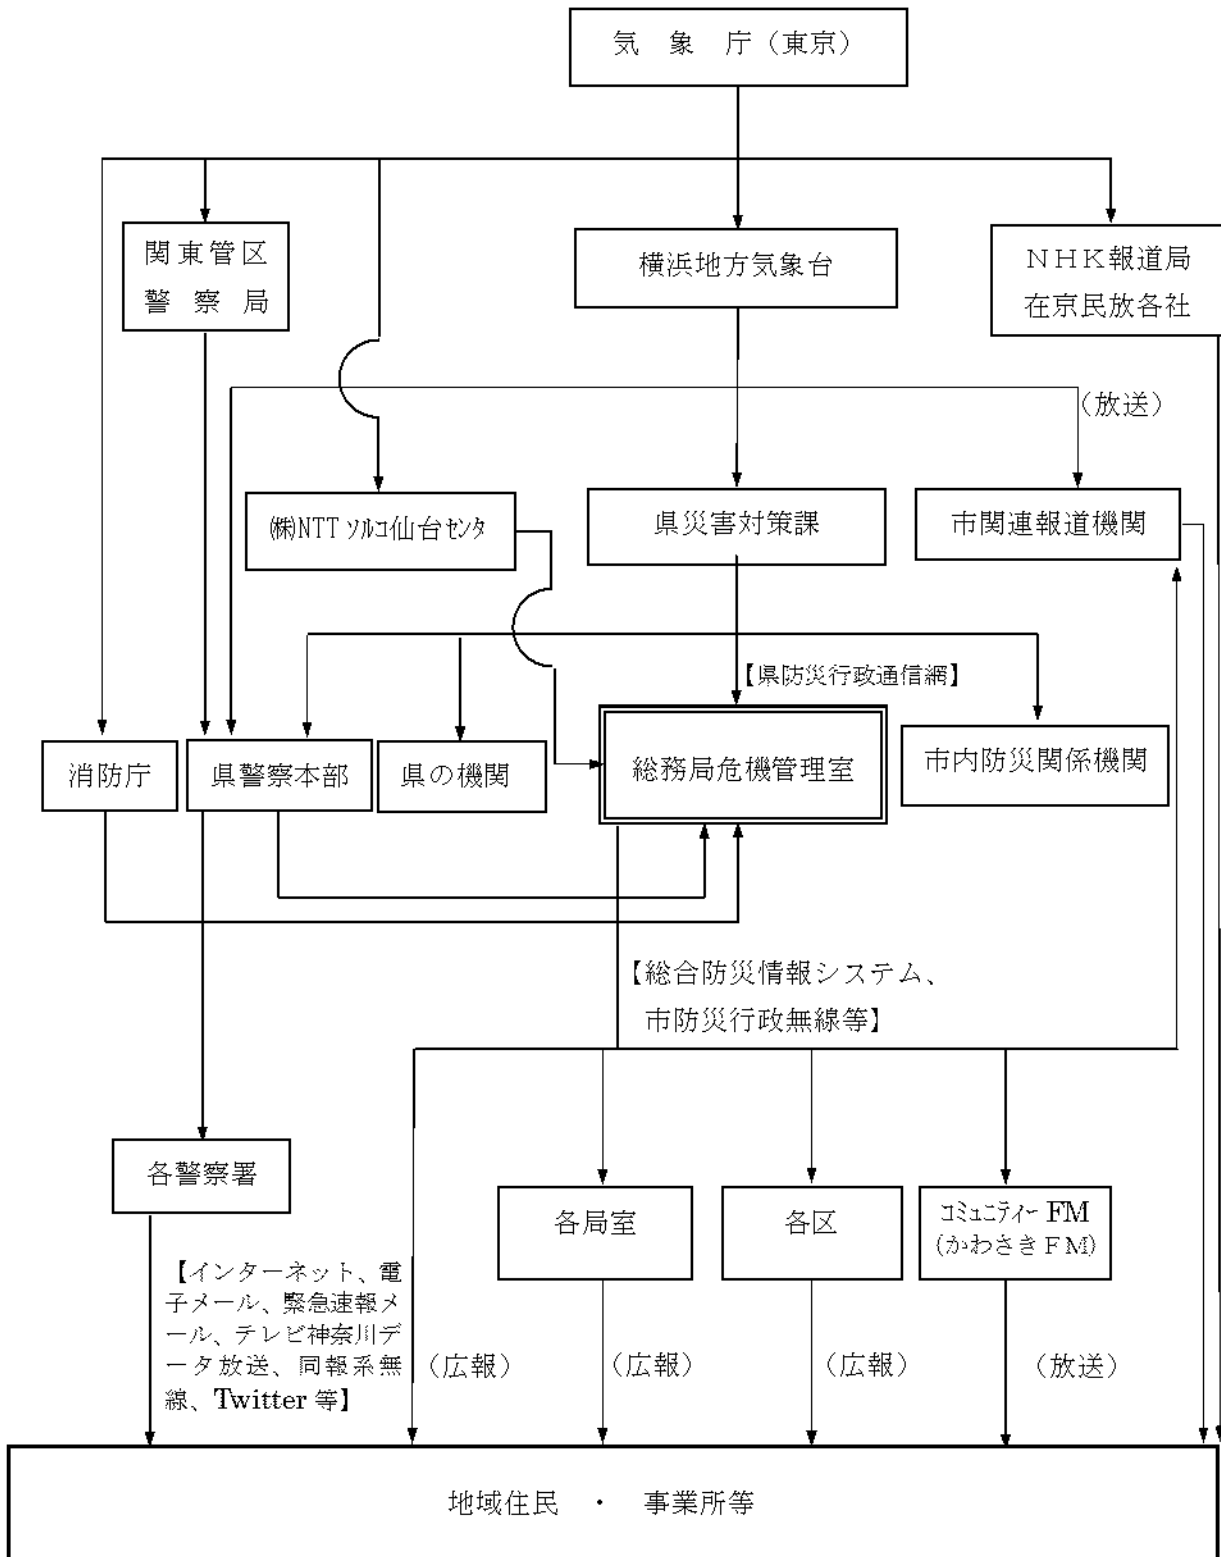 気　象　庁（東京）
関東管区
警　察　局
横浜地方気象台
ＮＨＫ報道局
在京民放各社
（放送）
㈱NTT ｿﾙｺ仙台ｾﾝﾀ
県災害対策課
市関連報道機関
【県防災行政通信網】
消防庁
県警察本部
県の機関
総務局危機管理室
市内防災関係機関
【総合防災情報システム、
市防災行政無線等】
各警察署
各局室
各区
ｺﾐｭﾆﾃｨｰ FM
(かわさきＦＭ)
【インターネット、電
子メール、緊急速報メ
ール、テレビ神奈川デ
ータ放送、同報系無
線、Twitter 等】
（広報）
（広報）
（広報）
（放送）
地域住民　・　事業所等